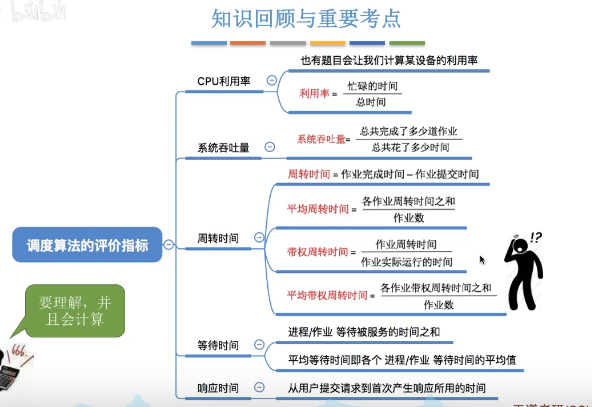 bilibili
知识回顾与重要考点
也有题目会让我们计算某设备的利用率
CPU利用率
利用率 = 忙碌的时间
总时间
系统吞吐量
系统吞吐量= 总共完成了多少道作业
总共花了多少时间
周转时间 = 作业完成时间 – 作业提交时间
平均周转时间 = 各作业周转时间之和
作业数
周转时间
带权周转时间 = 作业周转时间
作业实际运行的时间
平均带权周转时间 = 各作业带权周转时间之和
作业数
调度算法的评价指标
!?
要理解，并
且会计算
666.
等待时间
进程/作业 等待被服务的时间之和
平均等待时间即各个 进程/作业 等待时间的平均值
响应时间
从用户提交请求到首次产生响应所用的时间